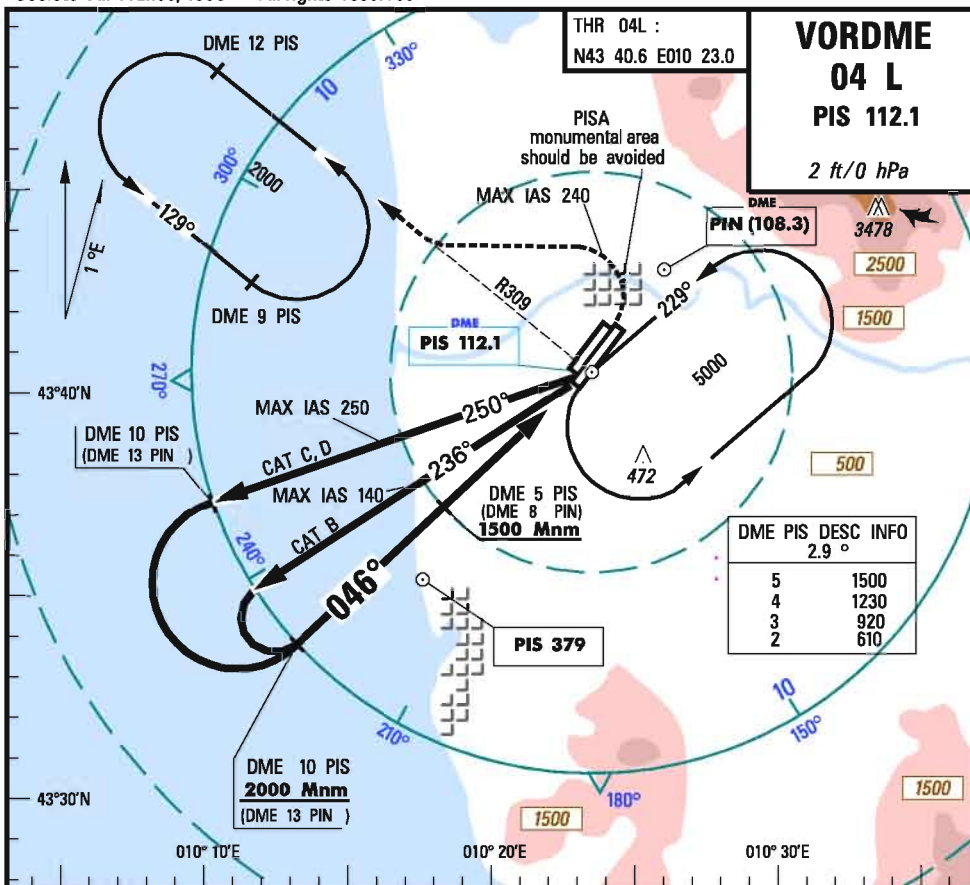 THR 04L :
N43 40.6 E010 23.0
VORDME
04 L
PIS 112.1
2 ft/0 hPa
DME 12 PIS
330°
10
PISA
monumental area
should be avoided
300°
2000
MAX IAS 240
DME
PIN (108.3)
3478
2500
129°
1°E
R309
229°
1500
DME 9 PIS
DME
PIS 112.1
5000
270°
43°40'N
MAX IAS 250
250°
DME 10 PIS
(DME 13 PIN )
CAT C, D
236°
472
500
MAX IAS 140
DME 5 PIS
(DME 8 PIN)
1500 Mnm
CAT B
240°
046°
DME PIS DESC INFO
2.9 °
5 1500
4 1230
3 920
2 610
PIS 379
10
150°
210°
DME 10 PIS
2000 Mnm
(DME 13 PIN )
43°30'N
180°
1500
1500
010°10'E
010°20'E
010°30'E